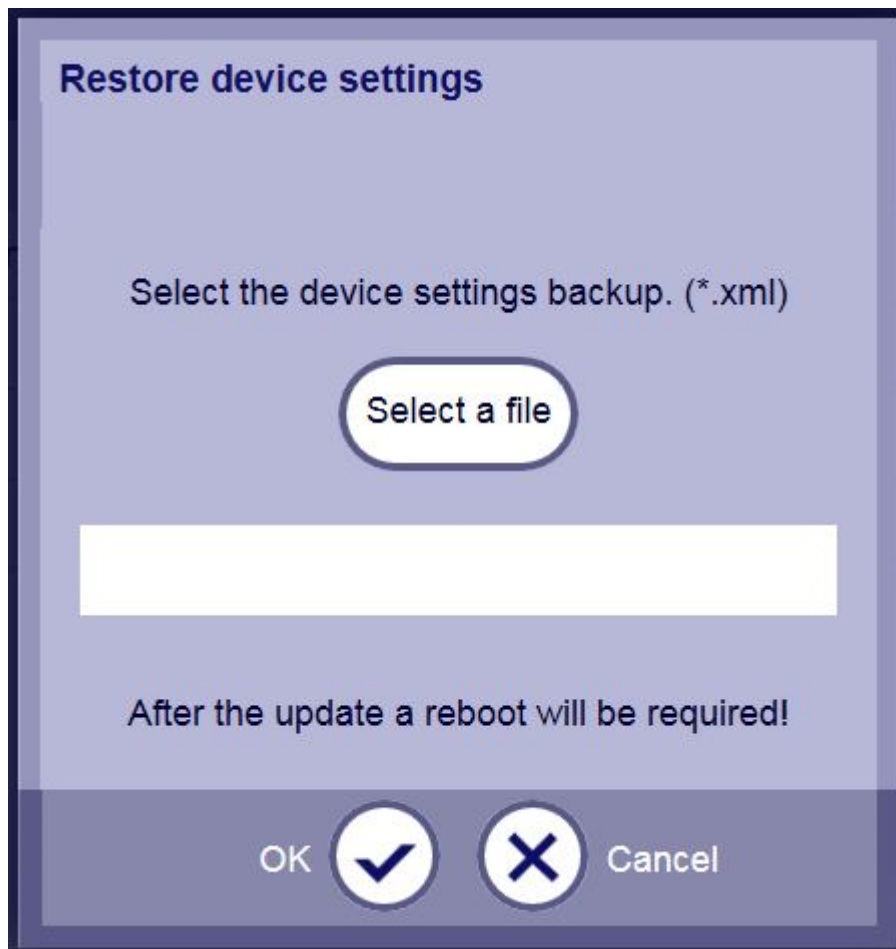 Restore device settings
Select the device settings backup. (*.xml)
Select a file
After the update a reboot will be required!
OK Cancel